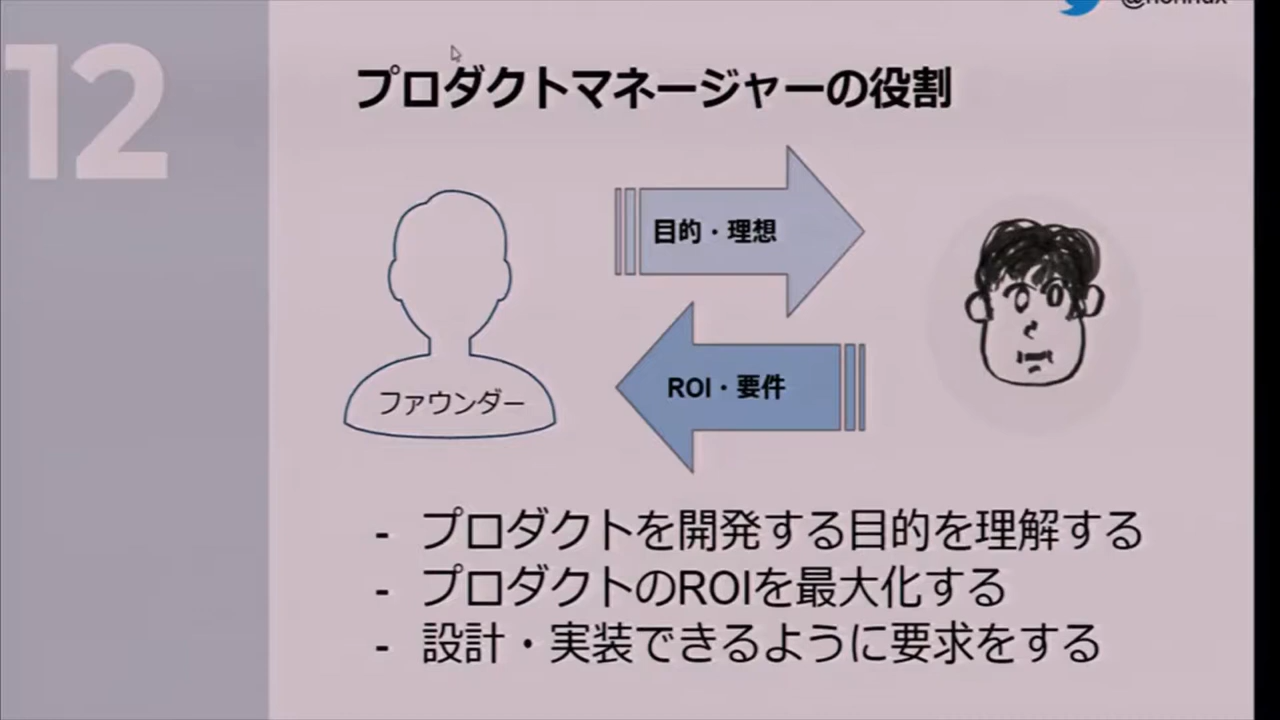 12
プロダクトマネージャーの役割
目的・理想
ROI・要件
ファウンダー
- プロダクトを開発する目的を理解する
- プロダクトのROIを最大化する
- 設計・実装できるように要求をする